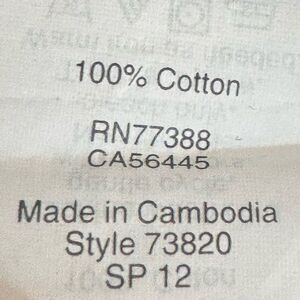 100% Cotton
RN77388
CA56445
Made in Cambodia
Style 73820
SP 12